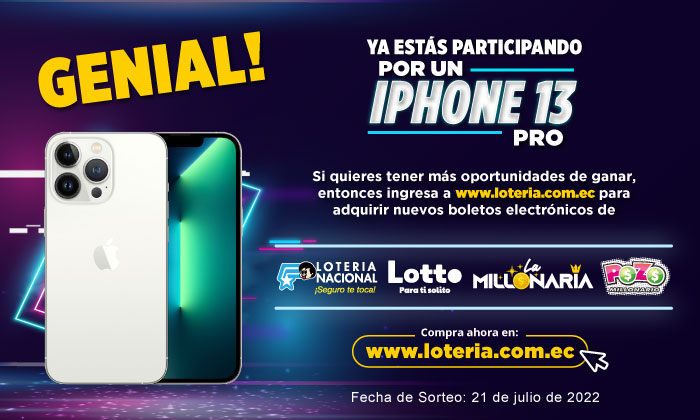 GENIAL!
YA ESTÁS PARTICIPANDO
POR UN
IPHONE 13
PRO
Si quieres tener más oportunidades de ganar,
entonces ingresa a www.loteria.com.ec para
adquirir nuevos boletos electrónicos de
LOTERIA
NACIONAL
¡Seguro te toca!
Lotto
Para ti solito
La
MILLONARIA
POZO
MILLONARIO
Compra ahora en:
www.loteria.com.ec
Fecha de Sorteo: 21 de julio de 2022